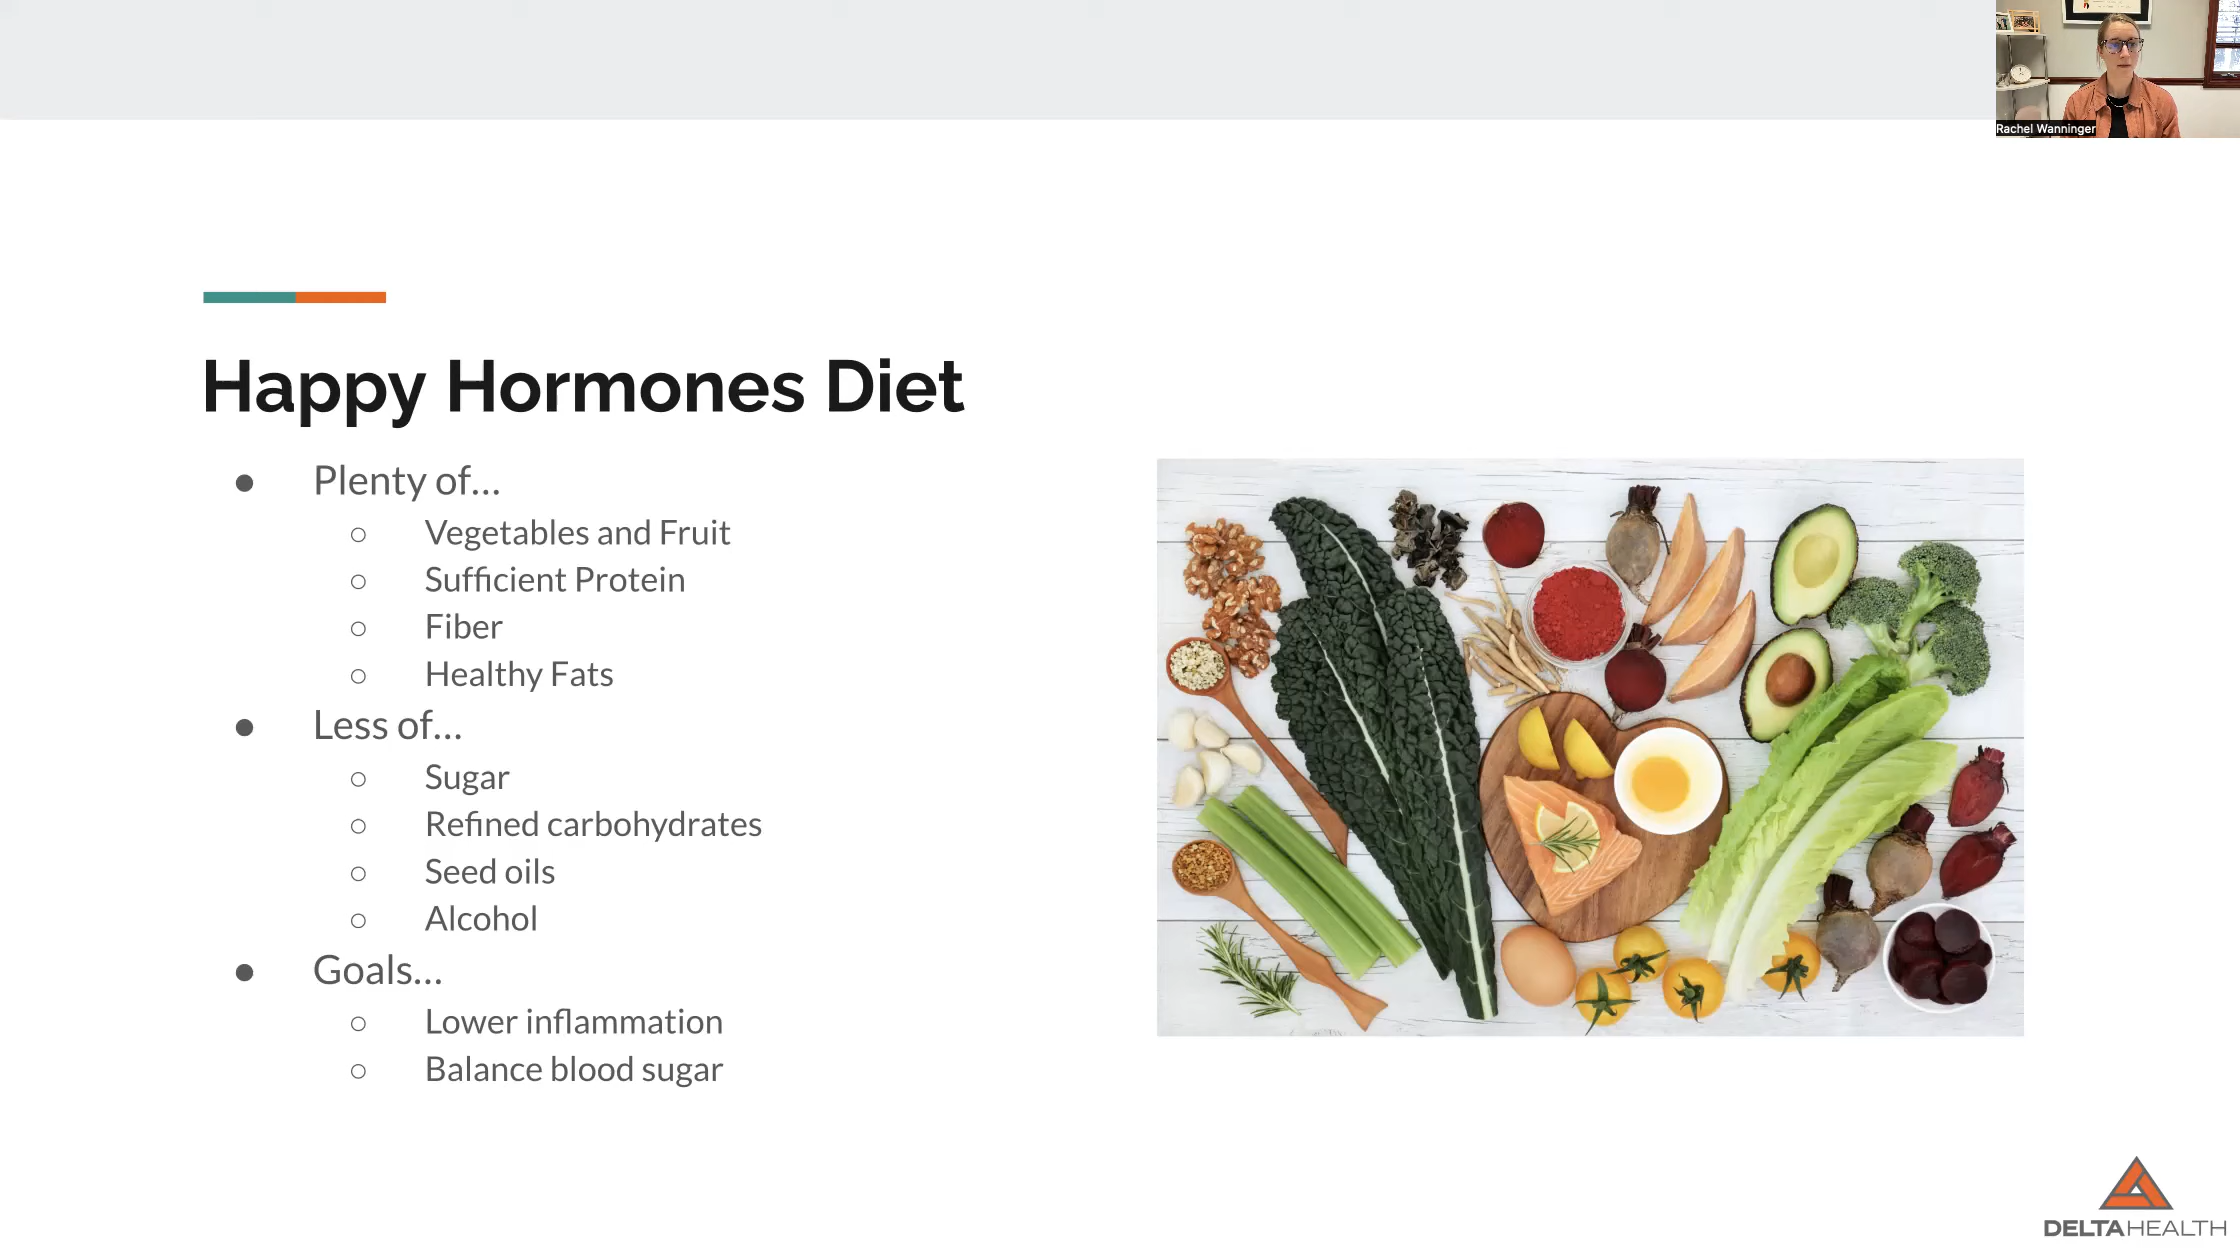 Rachel Wanninger
Happy Hormones Diet
● Plenty of...
○ Vegetables and Fruit
○ Sufficient Protein
○ Fiber
○ Healthy Fats
● Less of...
○ Sugar
○ Refined carbohydrates
○ Seed oils
○ Alcohol
● Goals...
○ Lower inflammation
○ Balance blood sugar
DELTAHEALTH